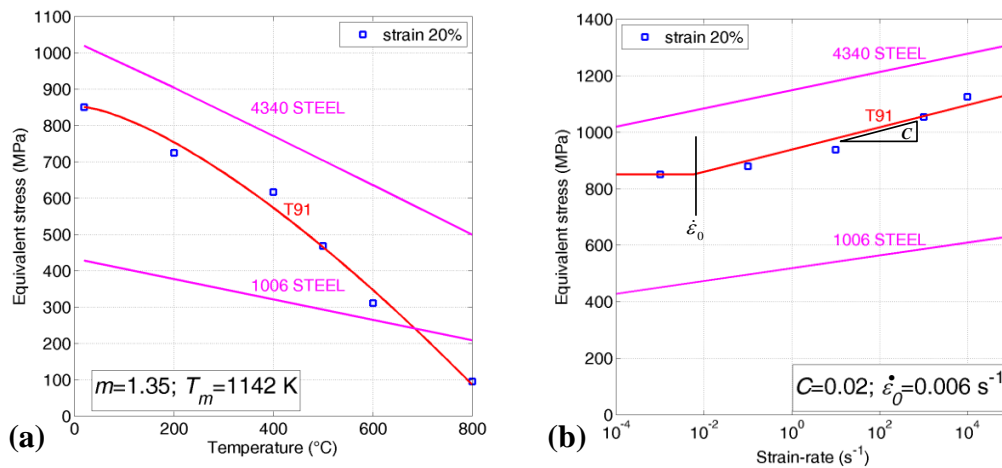 1100
1000
900
800
700
600
500
400
300
200
100
0
Equivalent stress (MPa)
strain 20%
4340 STEEL
T91
1006 STEEL
m=1.35; T_m=1142 K
0
200
400
600
800
Temperature (°C)
(a)
1400
1200
1000
800
600
400
200
0
Equivalent stress (MPa)
strain 20%
4340 STEEL
T91
C
ε̇₀
1006 STEEL
C=0.02; ε̇₀=0.006 s⁻¹
10⁻⁴
10⁻²
10⁰
10²
10⁴
Strain-rate (s⁻¹)
(b)